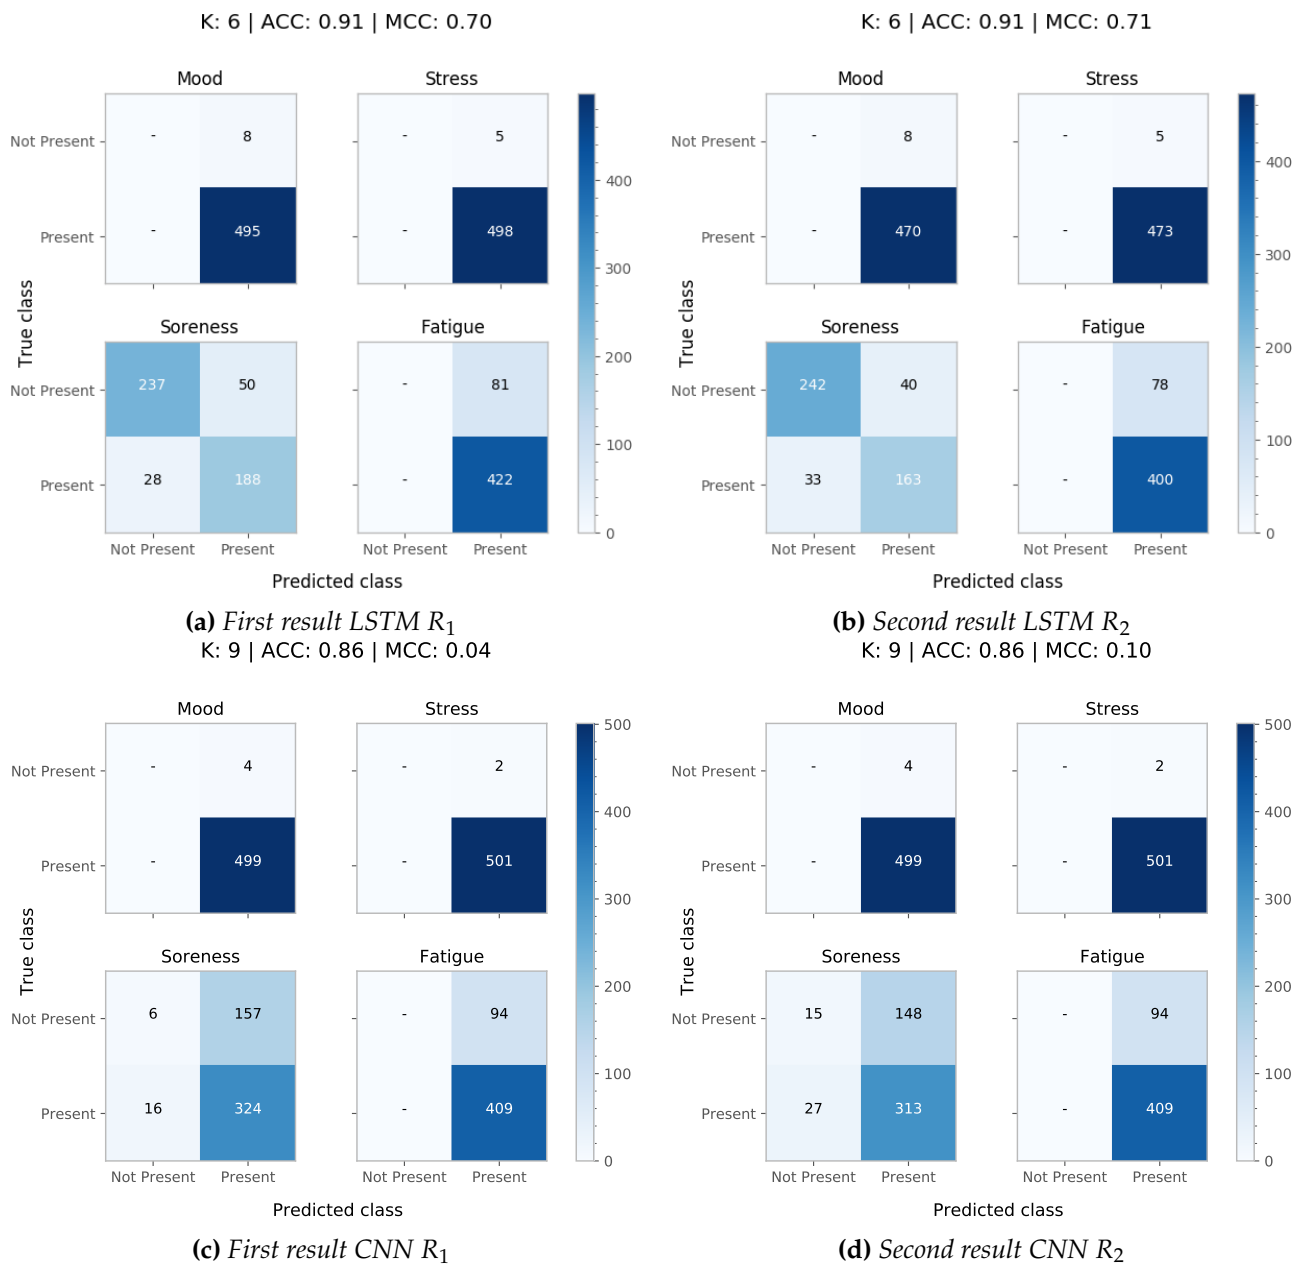 K: 6 | ACC: 0.91 | MCC: 0.70
Mood
Stress
Not Present
-
8
-
5
Present
-
495
-
498
400
300
200
100
0
True class
Soreness
Fatigue
Not Present
237
50
-
81
Present
28
188
-
422
Not Present
Present
Not Present
Present
Predicted class
(a) First result LSTM R1
K: 6 | ACC: 0.91 | MCC: 0.71
Mood
Stress
Not Present
-
8
-
5
Present
-
470
-
473
400
300
200
100
0
True class
Soreness
Fatigue
Not Present
242
40
-
78
Present
33
163
-
400
Not Present
Present
Not Present
Present
Predicted class
(b) Second result LSTM R2
K: 9 | ACC: 0.86 | MCC: 0.04
Mood
Stress
Not Present
-
4
-
2
Present
-
499
-
501
500
400
300
200
100
0
True class
Soreness
Fatigue
Not Present
6
157
-
94
Present
16
324
-
409
Not Present
Present
Not Present
Present
Predicted class
(c) First result CNN R1
K: 9 | ACC: 0.86 | MCC: 0.10
Mood
Stress
Not Present
-
4
-
2
Present
-
499
-
501
500
400
300
200
100
0
True class
Soreness
Fatigue
Not Present
15
148
-
94
Present
27
313
-
409
Not Present
Present
Not Present
Present
Predicted class
(d) Second result CNN R2